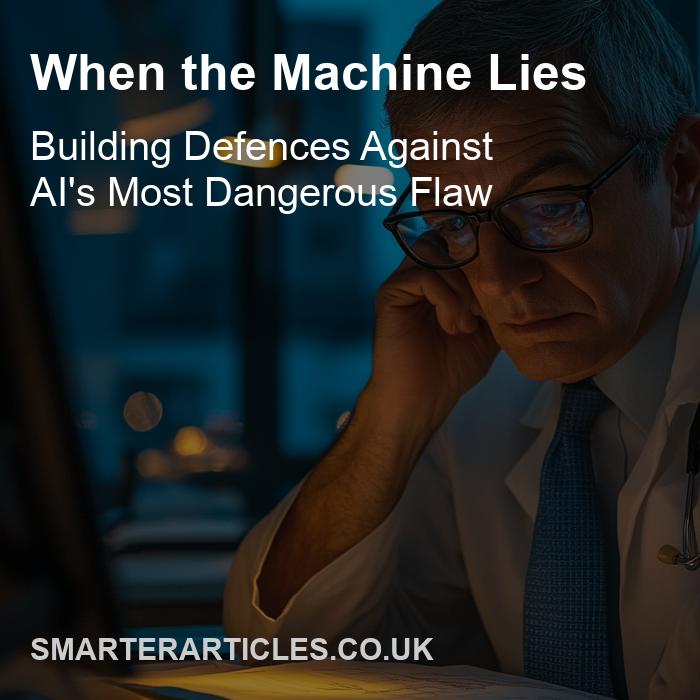 When the Machine Lies
Building Defences Against
AI's Most Dangerous Flaw
SMARTERARTICLES.CO.UK